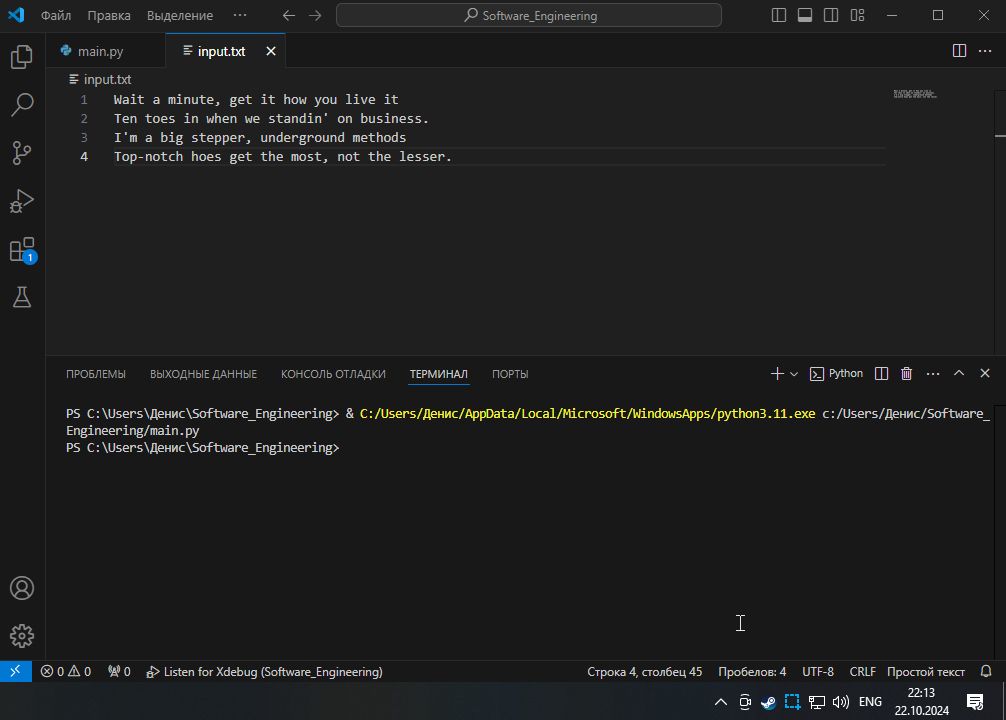 Файл Правка Выделение ··· Software_Engineering
main.py input.txt
input.txt
1 Wait a minute, get it how you live it
2 Ten toes in when we standin' on business.
3 I'm a big stepper, underground methods
4 Top-notch hoes get the most, not the lesser.
1
ПРОБЛЕМЫ ВЫХОДНЫЕ ДАННЫЕ КОНСОЛЬ ОТЛАДКИ ТЕРМИНАЛ ПОРТЫ Python
PS C:\Users\Денис\Software_Engineering> & C:/Users/Денис/AppData/Local/Microsoft/WindowsApps/python3.11.exe c:/Users/Денис/Software_
Engineering/main.py
PS C:\Users\Денис\Software_Engineering>
0 0 0 Listen for Xdebug (Software_Engineering) Строка 4, столбец 45 Пробелов: 4 UTF-8 CRLF Простой текст
ENG 22:13
22.10.2024